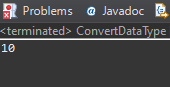 Problems @ Javadoc
<terminated> ConvertDataType
10